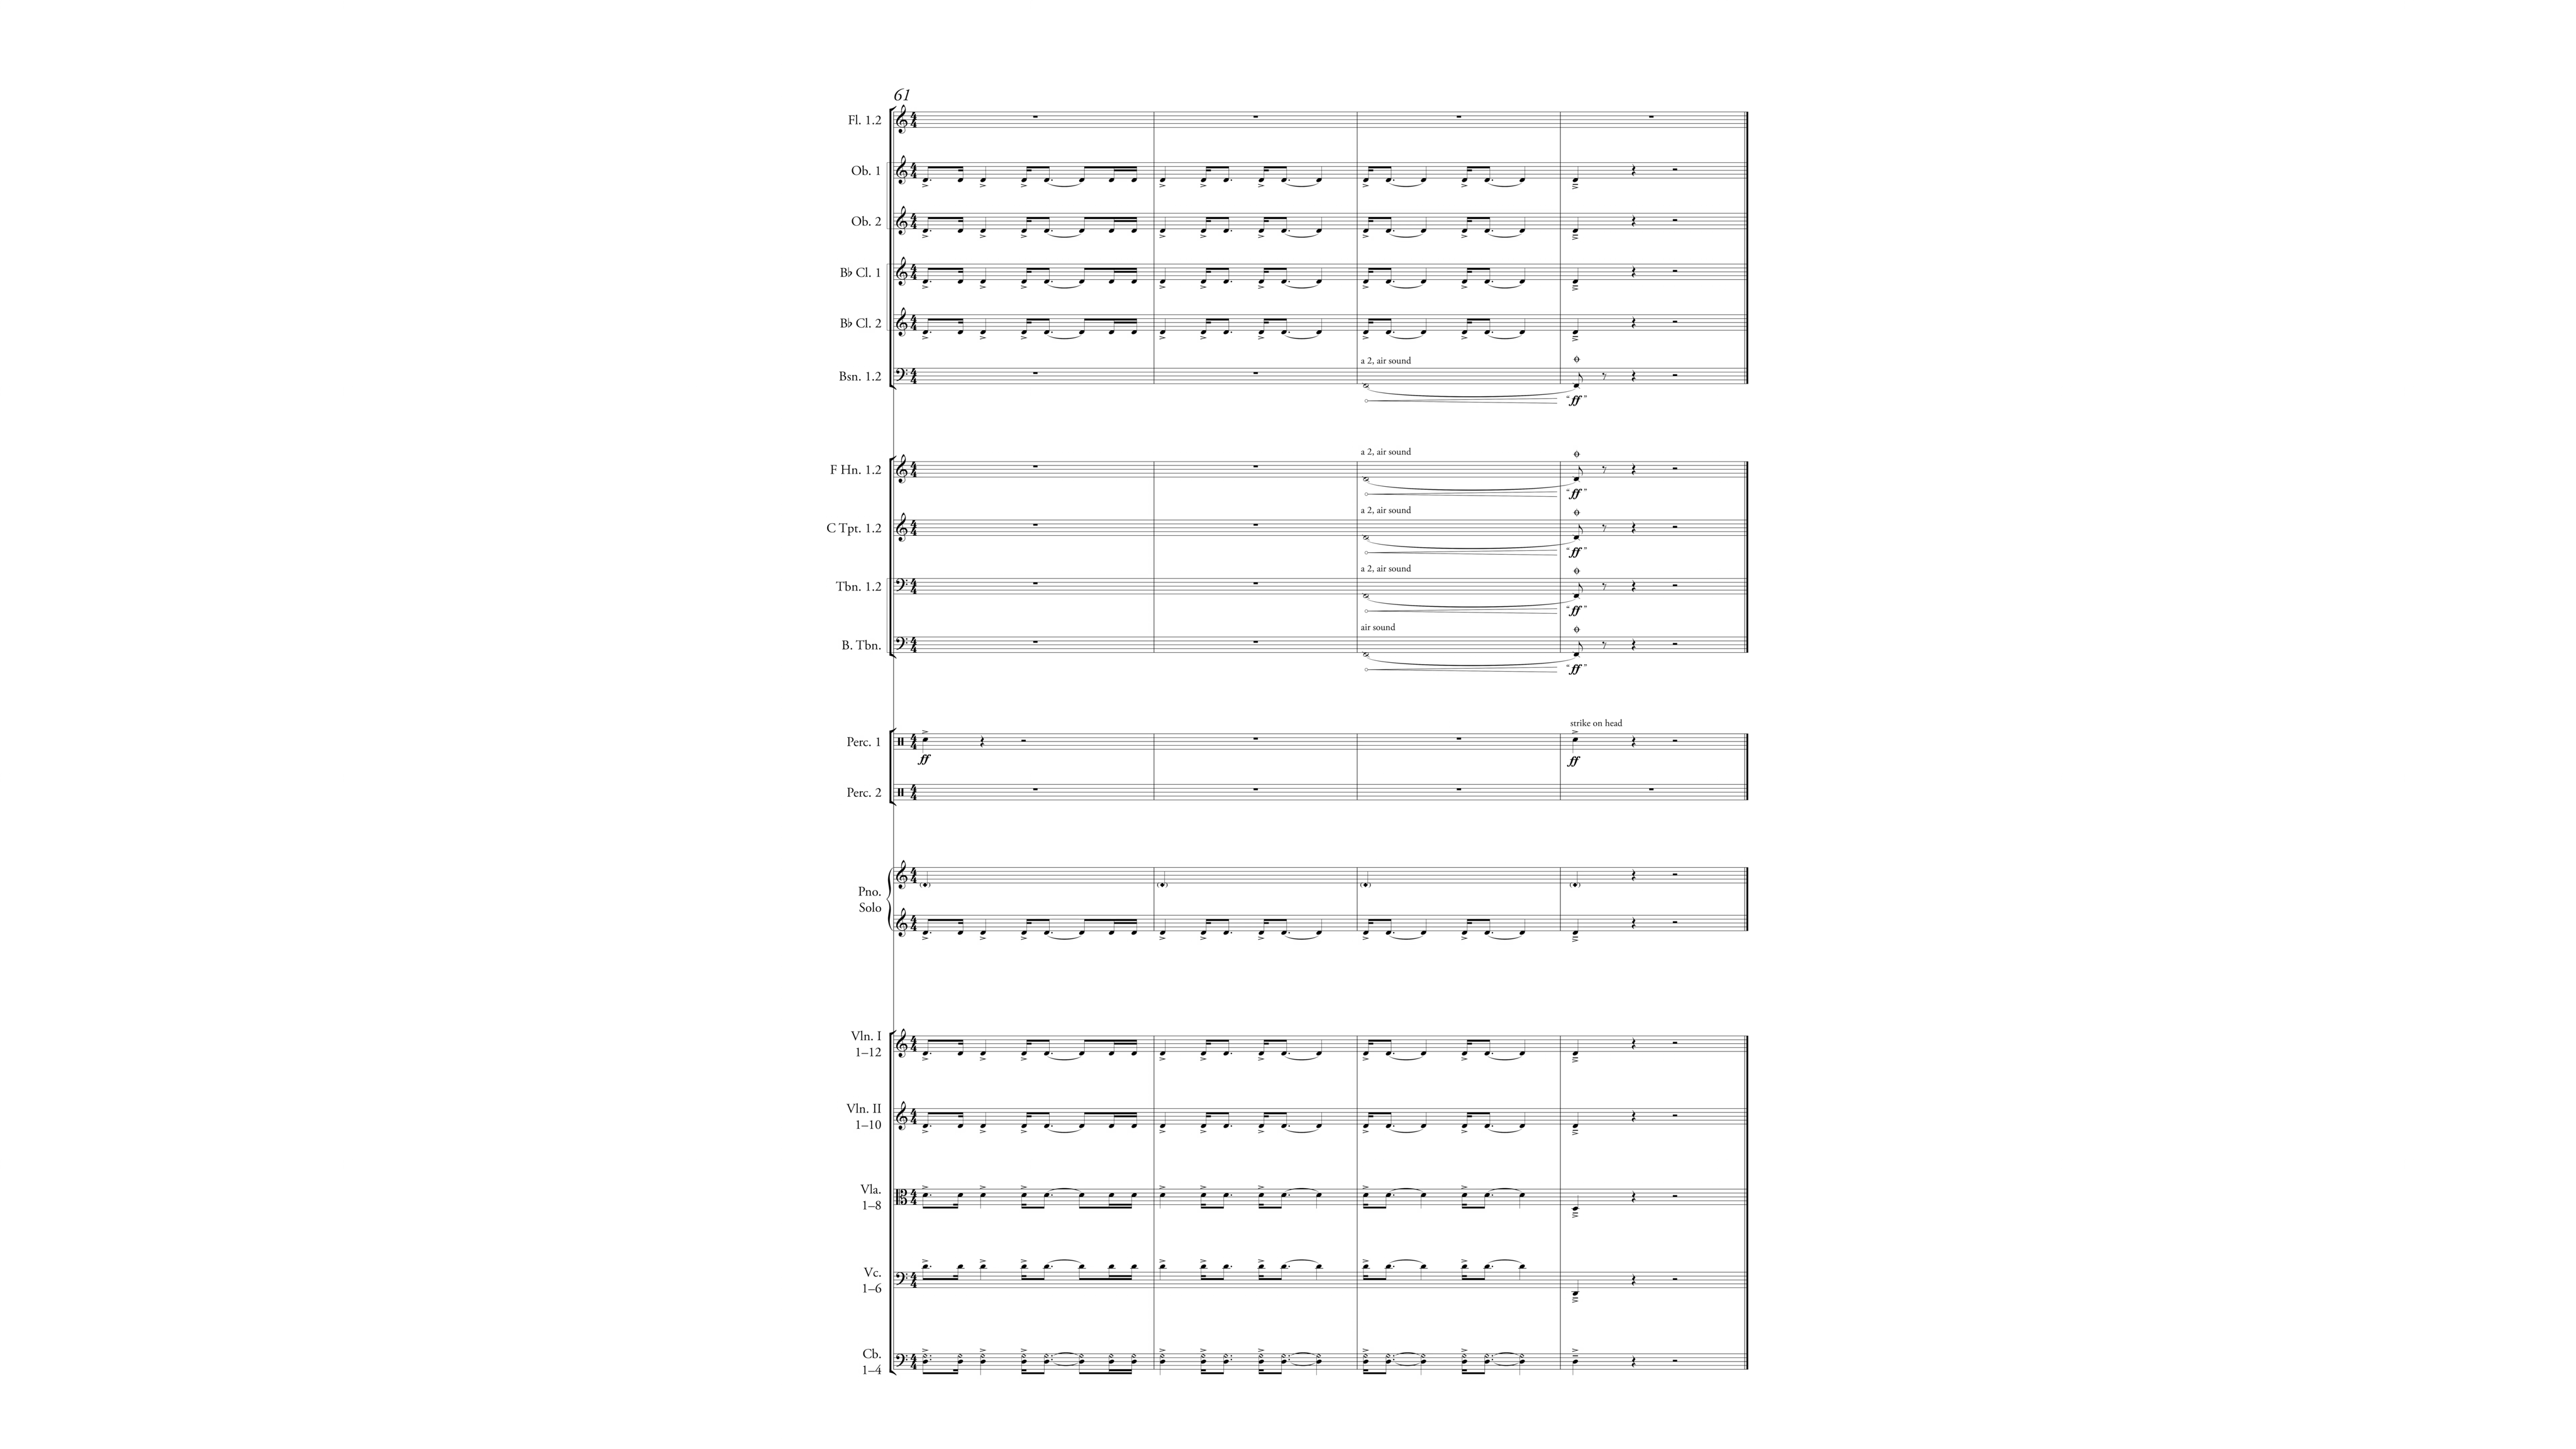 61
Fl. 1.2
Ob. 1
Ob. 2
B♭ Cl. 1
B♭ Cl. 2
a 2, air sound
Bsn. 1.2
“ff”
a 2, air sound
F Hn. 1.2
“ff”
a 2, air sound
C Tpt. 1.2
“ff”
a 2, air sound
Tbn. 1.2
“ff”
air sound
B. Tbn.
“ff”
strike on head
Perc. 1
ff ff
Perc. 2
Pno.
Solo
Vln. I
1–12
Vln. II
1–10
Vla.
1–8
Vc.
1–6
Cb.
1–4